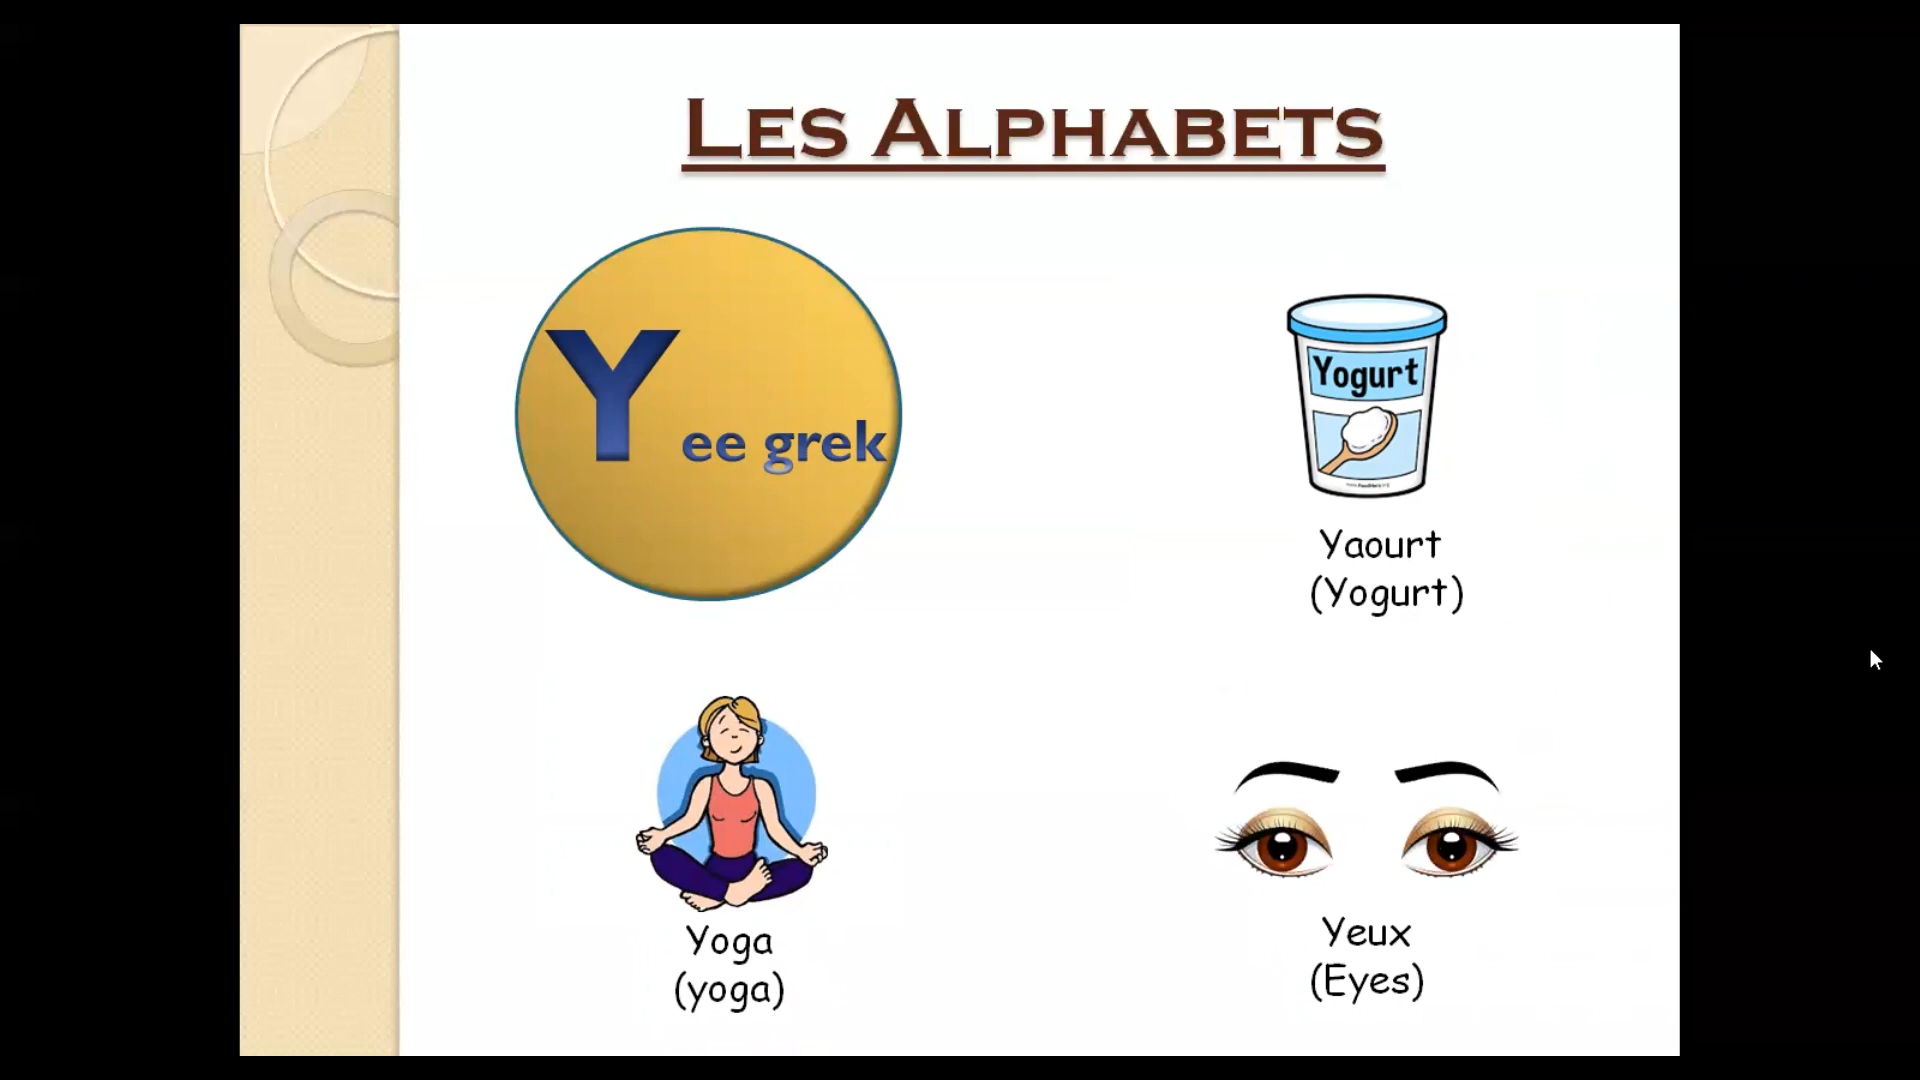 Les Alphabets
Y ee grek
Yogurt
Yaourt
(Yogurt)
Yoga
(yoga)
Yeux
(Eyes)